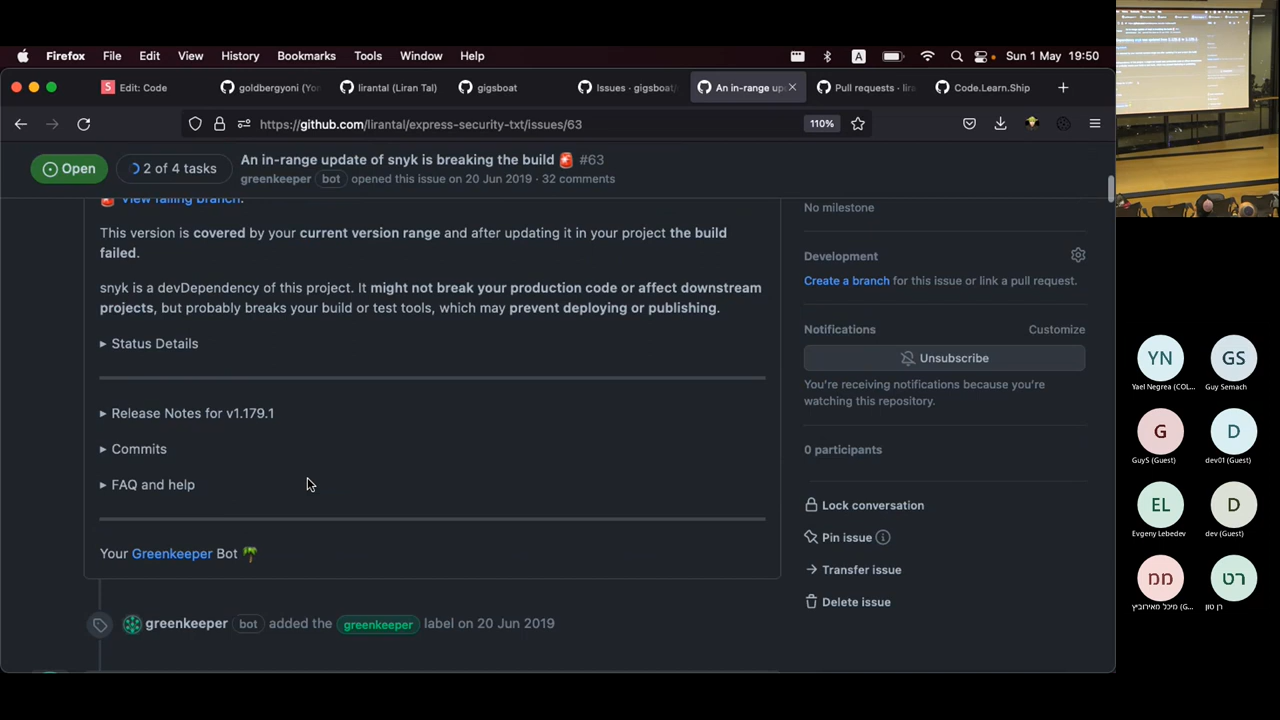 Firefox File Edit View History Bookmarks Tools elp A Sun 1 May 19:50
S Edit: Code goldbergyoni (Yo lirantal (Liran gigsboat Issues · gigsboat/ An in-range up Pull requests · lira Code.Learn.Ship
https://github.com/lirantal/express-security-txt/issues/63 110%
Open 2 of 4 tasks An in-range update of snyk is breaking the build 🚨 #63
greenkeeper bot opened this issue on 20 Jun 2019 · 32 comments
🚨 View failing branch.
This version is covered by your current version range and after updating it in your project the build
failed.
snyk is a devDependency of this project. It might not break your production code or affect downstream
projects, but probably breaks your build or test tools, which may prevent deploying or publishing.
▸ Status Details
▸ Release Notes for v1.179.1
▸ Commits
▸ FAQ and help
Your Greenkeeper Bot 🌴
greenkeeper bot added the greenkeeper label on 20 Jun 2019
No milestone
Development
Create a branch for this issue or link a pull request.
Notifications Customize
Unsubscribe
You're receiving notifications because you're
watching this repository.
0 participants
Lock conversation
Pin issue
Transfer issue
Delete issue
YN GS
Yael Negrea (COL... Guy Semach
G D
GuyS (Guest) dev01 (Guest)
EL D
Evgeny Lebedev dev (Guest)
ממ רט
מיכל מאירוביץ (G... רן טון